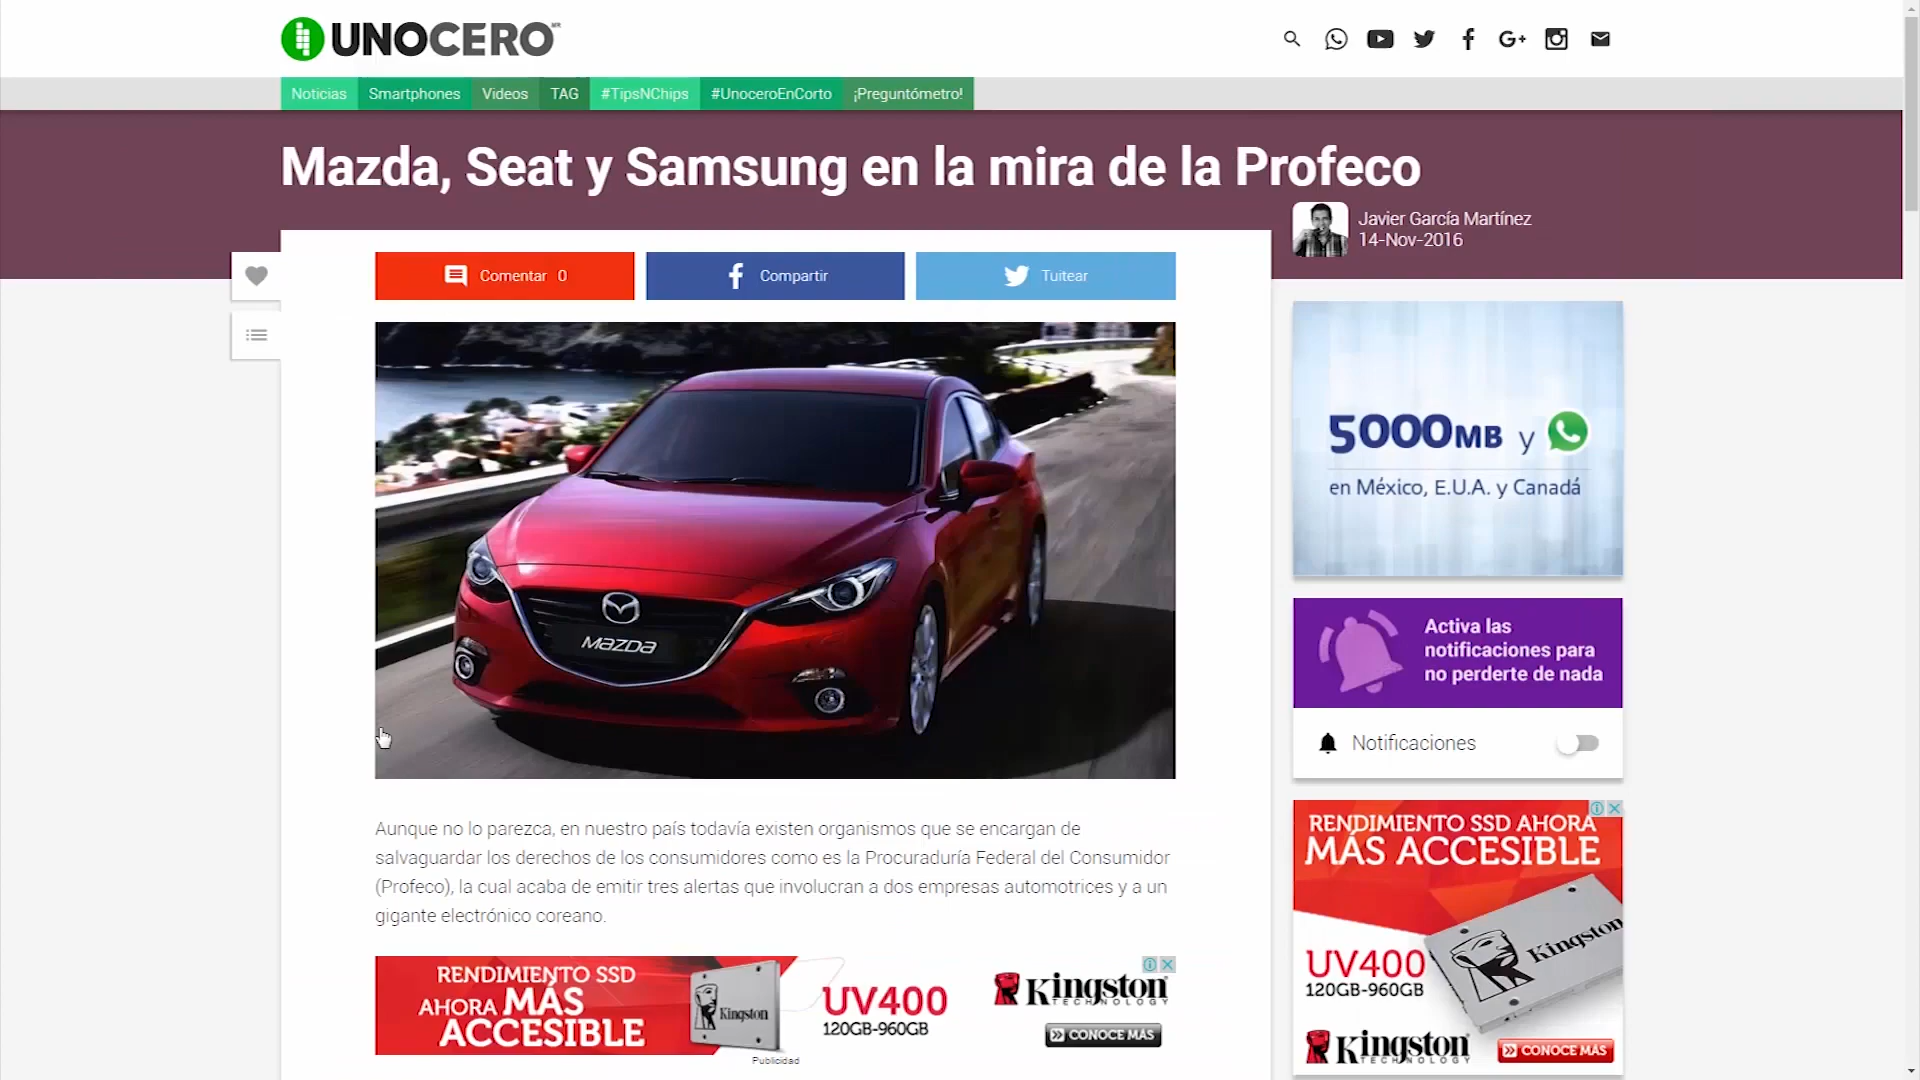 UNOCERO
Noticias Smartphones Videos TAG #TipsNChips #UnoceroEnCorto ¡Preguntómetro!
Mazda, Seat y Samsung en la mira de la Profeco
Javier García Martínez
14-Nov-2016
Comentar 0 Compartir Tuitear
mazda
5000MB y
en México, E.U.A. y Canadá
Activa las
notificaciones para
no perderte de nada
Notificaciones
Aunque no lo parezca, en nuestro país todavía existen organismos que se encargan de
salvaguardar los derechos de los consumidores como es la Procuraduría Federal del Consumidor
(Profeco), la cual acaba de emitir tres alertas que involucran a dos empresas automotrices y a un
gigante electrónico coreano.
RENDIMIENTO SSD
AHORA MÁS
ACCESIBLE
Kingston
UV400
120GB-960GB
Kingston
TECHNOLOGY
CONOCE MÁS
Publicidad
RENDIMIENTO SSD AHORA
MÁS ACCESIBLE
Kingston
UV400
120GB-960GB
Kingston
TECHNOLOGY
CONOCE MÁS